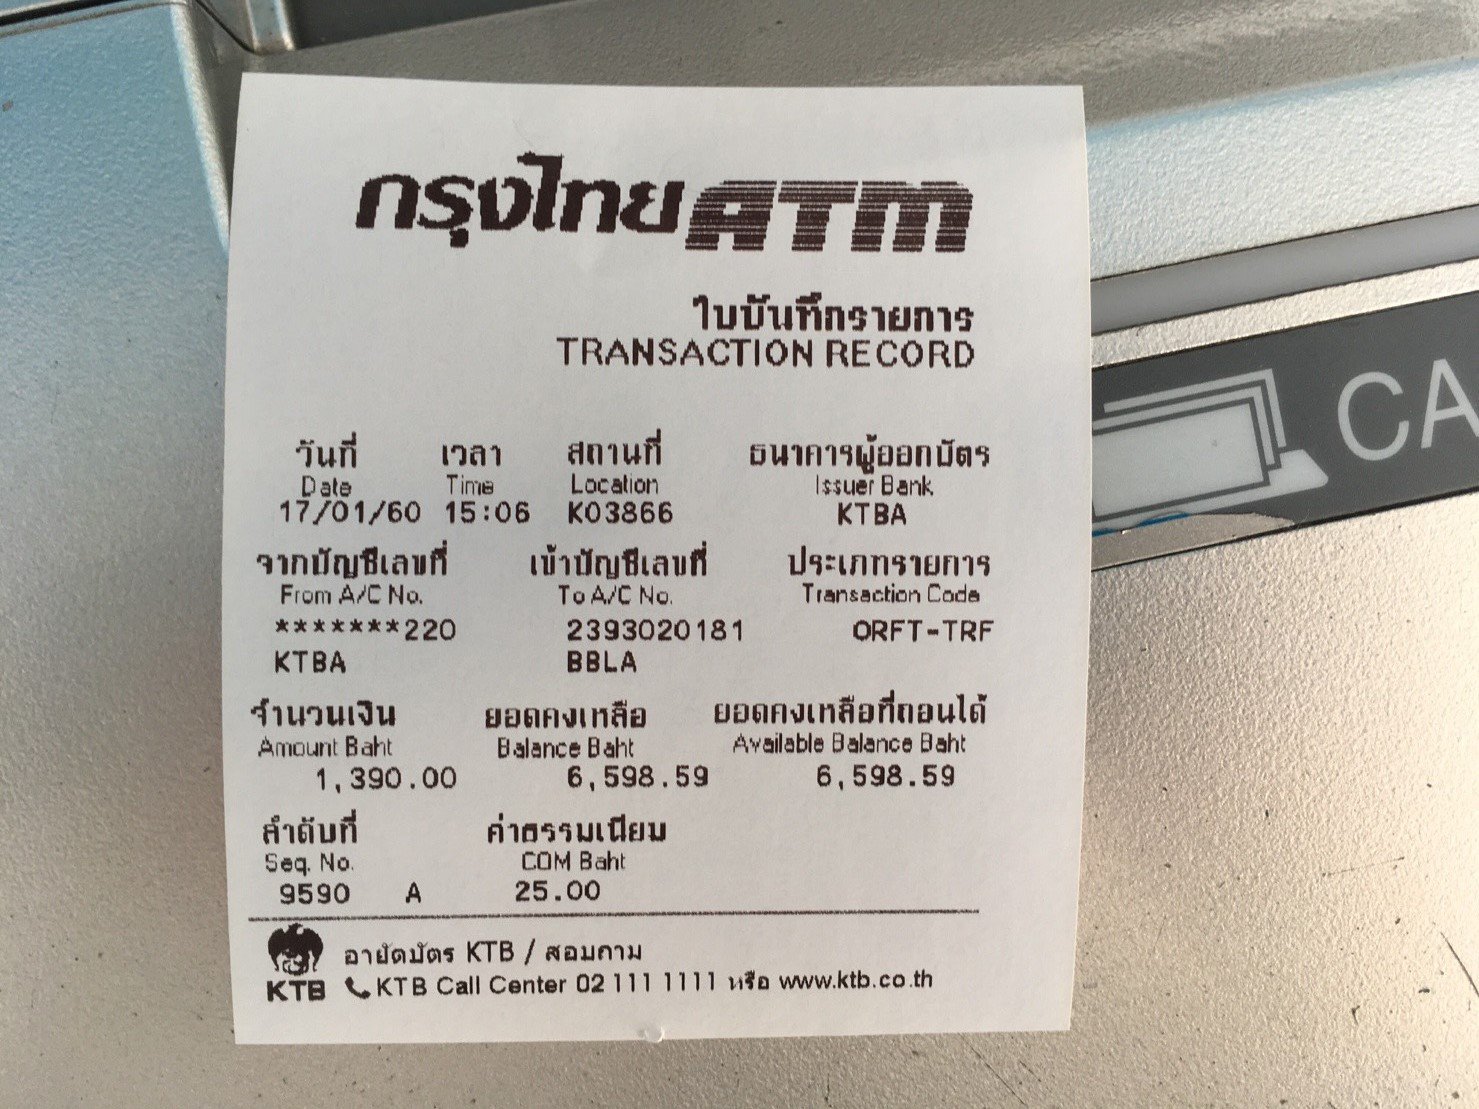 กรุงไทย ATM
ใบบันทึกรายการ
TRANSACTION RECORD
วันที่ เวลา สถานที่ ธนาคารผู้ออกบัตร
Date Time Location Issuer Bank
17/01/60 15:06 K03866 KTBA
จากบัญชีเลขที่ เข้าบัญชีเลขที่ ประเภทรายการ
From A/C No. To A/C No. Transaction Code
*******220 2393020181 ORFT-TRF
KTBA BBLA
จำนวนเงิน ยอดคงเหลือ ยอดคงเหลือที่ถอนได้
Amount Baht Balance Baht Available Balance Baht
1,390.00 6,598.59 6,598.59
ลำดับที่ ค่าธรรมเนียม
Seq. No. COM Baht
9590 A 25.00
อายัดบัตร KTB / สอบถาม
KTB KTB Call Center 02 111 1111 หรือ www.ktb.co.th
CA